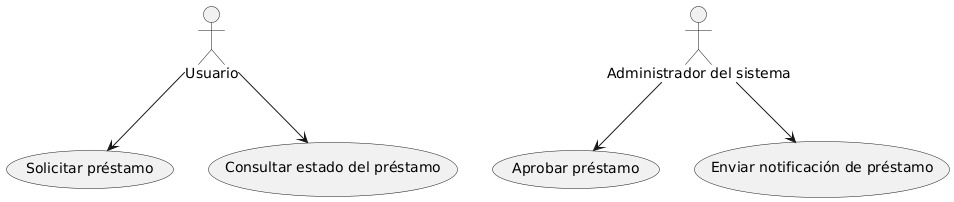 Usuario
Administrador del sistema
Solicitar préstamo
Consultar estado del préstamo
Aprobar préstamo
Enviar notificación de préstamo